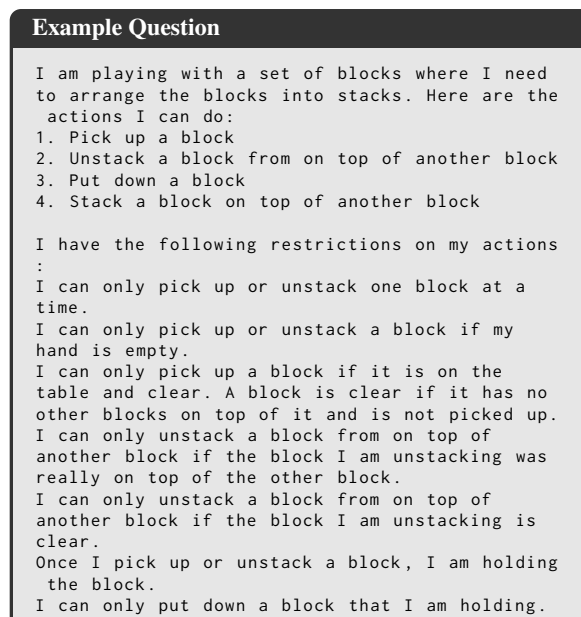 Example Question
I am playing with a set of blocks where I need
to arrange the blocks into stacks. Here are the
actions I can do:
1. Pick up a block
2. Unstack a block from on top of another block
3. Put down a block
4. Stack a block on top of another block
I have the following restrictions on my actions
:
I can only pick up or unstack one block at a
time.
I can only pick up or unstack a block if my
hand is empty.
I can only pick up a block if it is on the
table and clear. A block is clear if it has no
other blocks on top of it and is not picked up.
I can only unstack a block from on top of
another block if the block I am unstacking was
really on top of the other block.
I can only unstack a block from on top of
another block if the block I am unstacking is
clear.
Once I pick up or unstack a block, I am holding
the block.
I can only put down a block that I am holding.